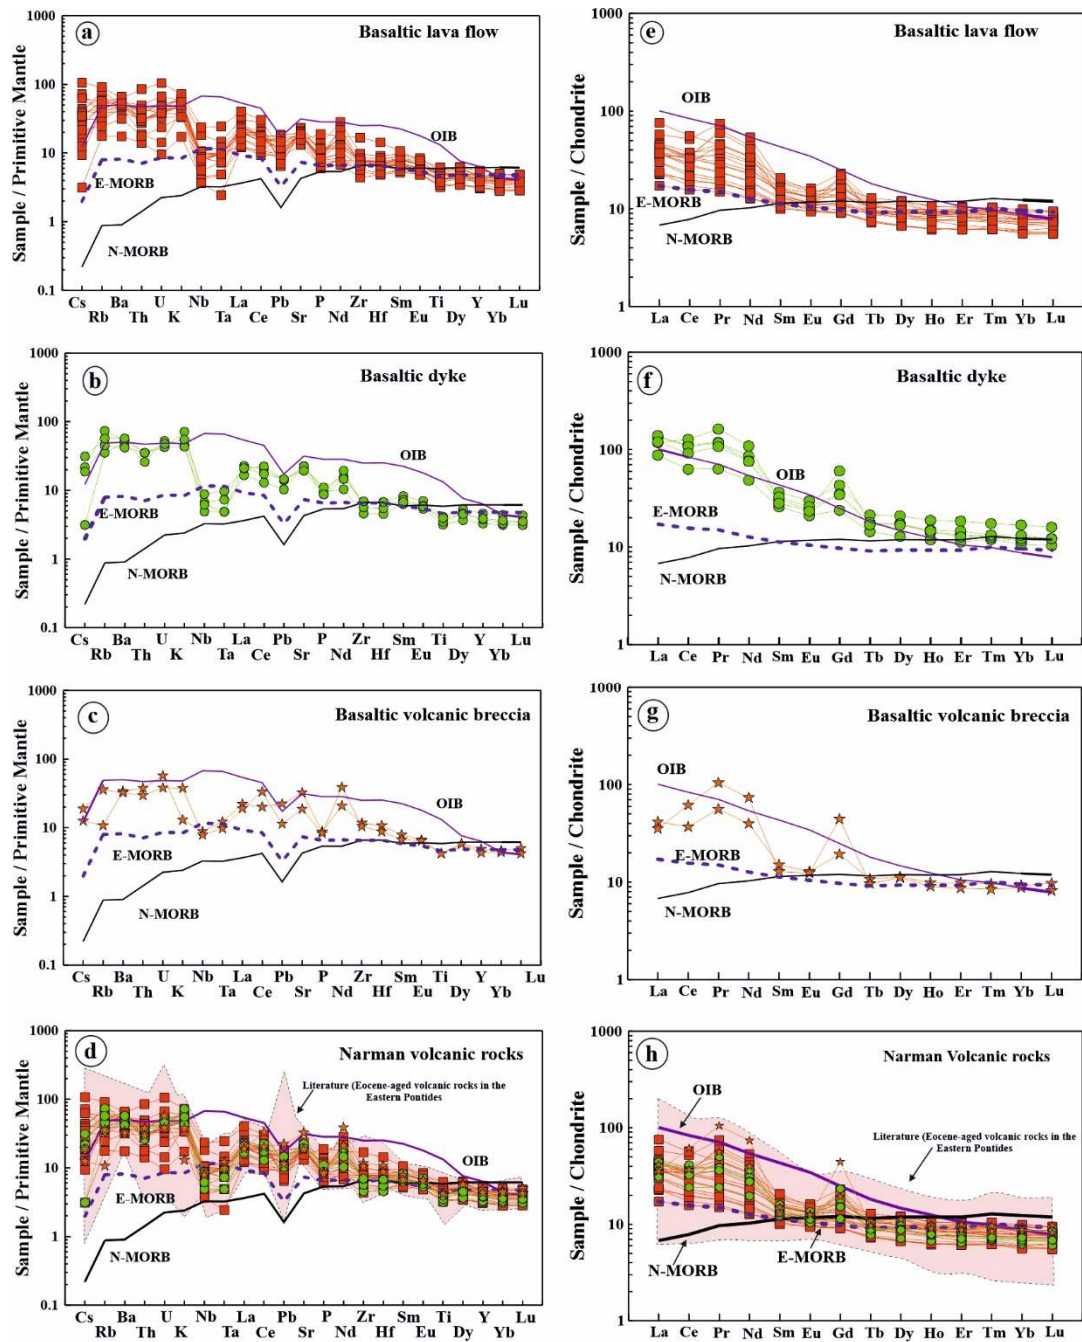 a
Basaltic lava flow
Sample / Primitive Mantle
1000
100
10
1
0.1
OIB
E-MORB
N-MORB
Cs Ba U Nb La Pb P Zr Sm Ti Y Lu
Rb Th K Ta Ce Sr Nd Hf Eu Dy Yb
e
Basaltic lava flow
Sample / Chondrite
1000
100
10
1
OIB
E-MORB
N-MORB
La Ce Pr Nd Sm Eu Gd Tb Dy Ho Er Tm Yb Lu
b
Basaltic dyke
Sample / Primitive Mantle
1000
100
10
1
0.1
OIB
E-MORB
N-MORB
Cs Ba U Nb La Pb P Zr Sm Ti Y Lu
Rb Th K Ta Ce Sr Nd Hf Eu Dy Yb
f
Basaltic dyke
Sample / Chondrite
1000
100
10
1
OIB
E-MORB
N-MORB
La Ce Pr Nd Sm Eu Gd Tb Dy Ho Er Tm Yb Lu
c
Basaltic volcanic breccia
Sample / Primitive Mantle
1000
100
10
1
0.1
OIB
E-MORB
N-MORB
Cs Ba U Nb La Pb P Zr Sm Ti Y Lu
Rb Th K Ta Ce Sr Nd Hf Eu Dy Yb
g
Basaltic volcanic breccia
Sample / Chondrite
1000
100
10
1
OIB
E-MORB
N-MORB
La Ce Pr Nd Sm Eu Gd Tb Dy Ho Er Tm Yb Lu
d
Narman volcanic rocks
Literature (Eocene-aged volcanic rocks in the
Eastern Pontides
Sample / Primitive Mantle
1000
100
10
1
0.1
OIB
E-MORB
N-MORB
Cs Ba U Nb La Pb P Zr Sm Ti Y Lu
Rb Th K Ta Ce Sr Nd Hf Eu Dy Yb
h
Narman Volcanic rocks
OIB
Literature (Eocene-aged volcanic rocks in the
Eastern Pontides
Sample / Chondrite
1000
100
10
1
E-MORB
N-MORB
La Ce Pr Nd Sm Eu Gd Tb Dy Ho Er Tm Yb Lu